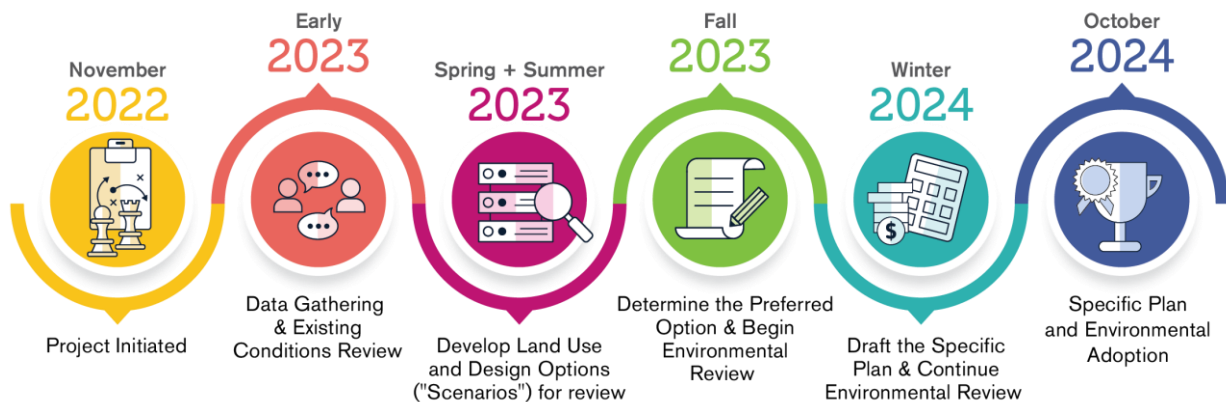 November
2022
Project Initiated
Early
2023
Data Gathering
& Existing
Conditions Review
Spring + Summer
2023
Develop Land Use
and Design Options
("Scenarios") for review
Fall
2023
Determine the Preferred
Option & Begin
Environmental
Review
Winter
2024
$
Draft the Specific
Plan & Continue
Environmental Review
October
2024
Specific Plan
and Environmental
Adoption